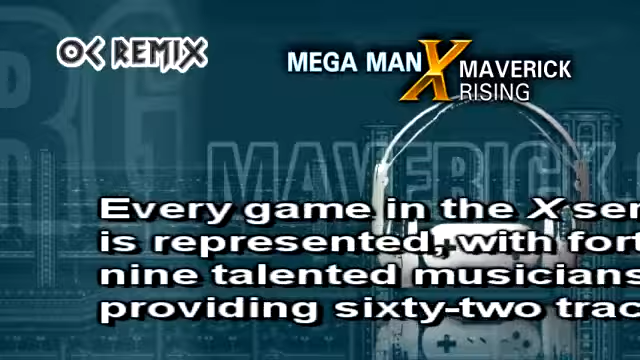 OC REMIX
MEGA MAN X MAVERICK
RISING
MAVERICK
Every game in the X ser
is represented, with fort
nine talented musicians
providing sixty-two trac